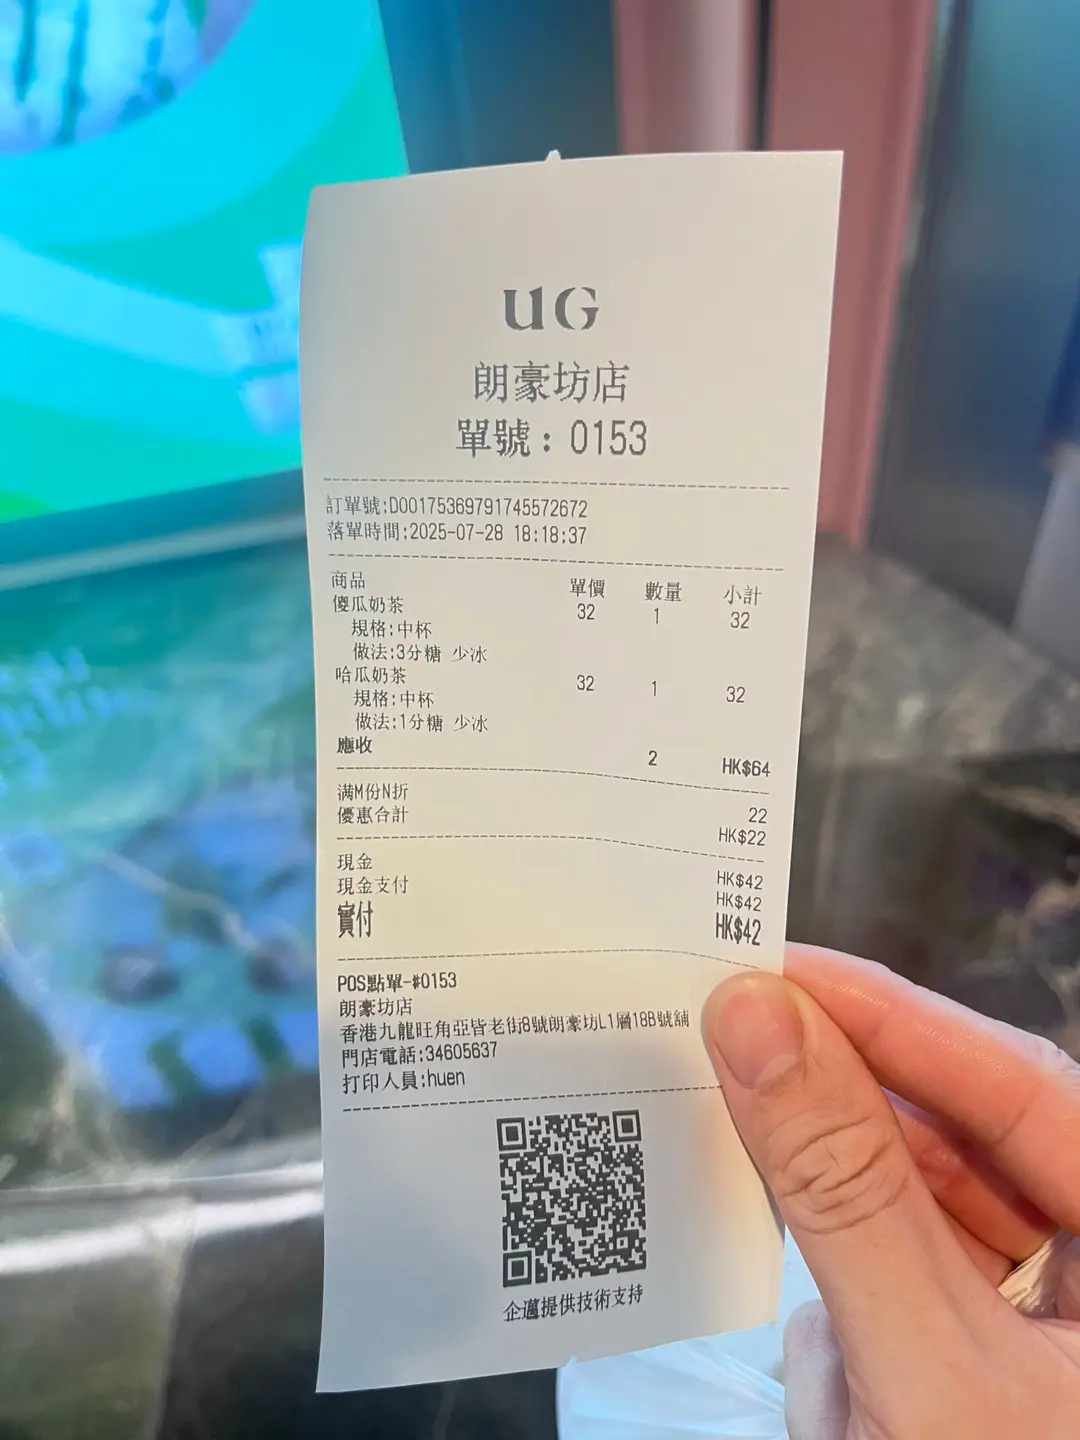 UG
朗豪坊店
單號：0153
訂單號:D00175369791745572672
落單時間:2025-07-28 18:18:37
商品 單價 數量 小計
傻瓜奶茶 32 1 32
規格:中杯
做法:3分糖 少冰
哈瓜奶茶 32 1 32
規格:中杯
做法:1分糖 少冰
應收 2 HK$64
满M份N折 22
優惠合計 HK$22
現金 HK$42
現金支付 HK$42
實付 HK$42
POS點單-#0153
朗豪坊店
香港九龍旺角亞皆老街8號朗豪坊L1層18B號舖
門店電話:34605637
打印人員:huen
企邁提供技術支持